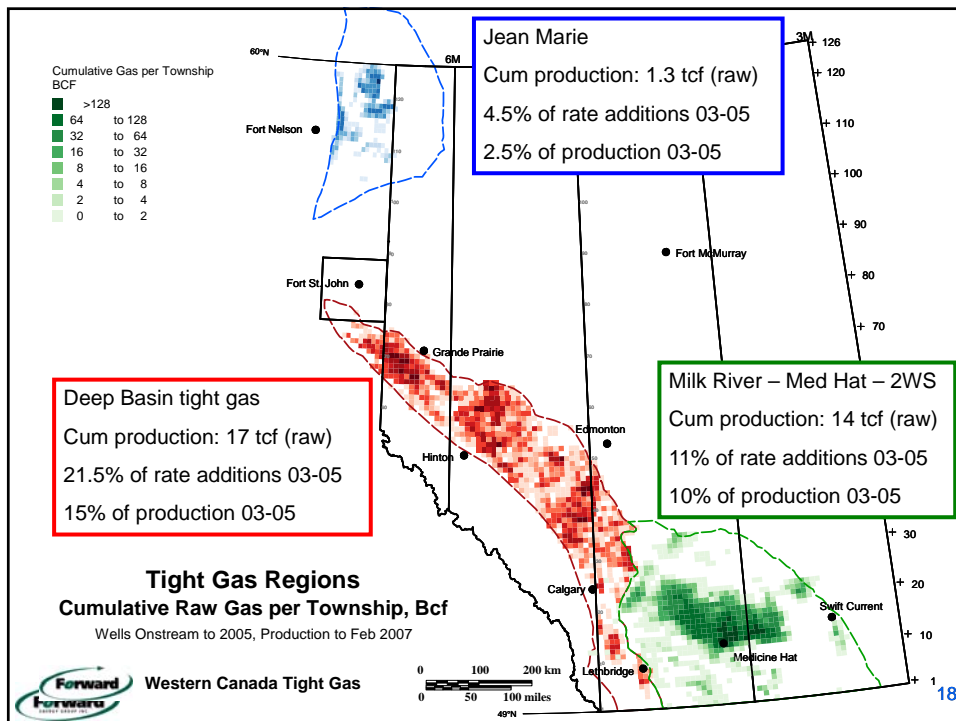 60°N
6M
3M
126
120
110
100
90
80
70
30
20
10
1
Cumulative Gas per Township
BCF
>128
64 to 128
32 to 64
16 to 32
8 to 16
4 to 8
2 to 4
0 to 2
Jean Marie
Cum production: 1.3 tcf (raw)
4.5% of rate additions 03-05
2.5% of production 03-05
Fort Nelson
Fort McMurray
Fort St. John
Grande Prairie
Edmonton
Hinton
Calgary
Lethbridge
Medicine Hat
Swift Current
Deep Basin tight gas
Cum production: 17 tcf (raw)
21.5% of rate additions 03-05
15% of production 03-05
Milk River – Med Hat – 2WS
Cum production: 14 tcf (raw)
11% of rate additions 03-05
10% of production 03-05
Tight Gas Regions
Cumulative Raw Gas per Township, Bcf
Wells Onstream to 2005, Production to Feb 2007
Forward
Forward
ENERGY GROUP INC.
Western Canada Tight Gas
0 100 200 km
0 50 100 miles
49°N
18